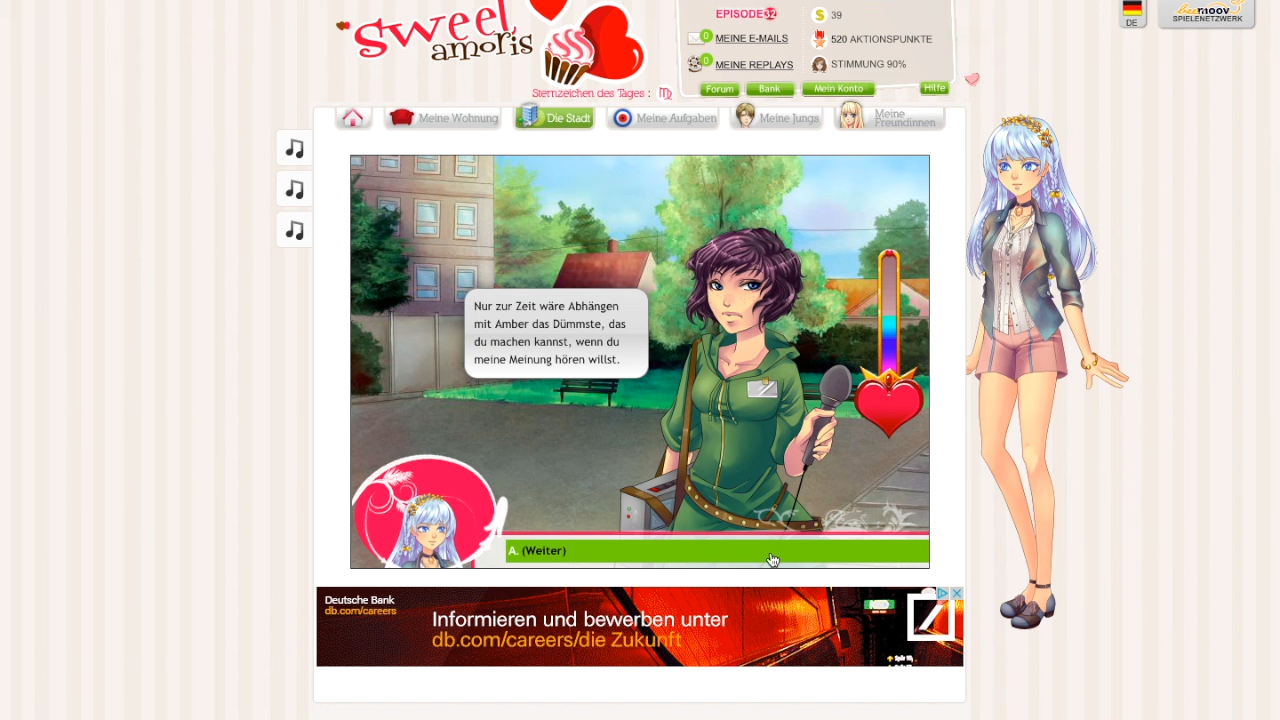 sweet
amoris
Sternzeichen des Tages :
EPISODE 32
0 MEINE E-MAILS
0 MEINE REPLAYS
$ 39
520 AKTIONSPUNKTE
STIMMUNG 90%
Forum
Bank
Mein Konto
Hilfe
DE
beemoov
SPIELENETZWERK
Meine Wohnung
Die Stadt
Meine Aufgaben
Meine Jungs
Meine
Freundinnen
Nur zur Zeit wäre Abhängen
mit Amber das Dümmste, das
du machen kannst, wenn du
meine Meinung hören willst.
A. (Weiter)
Deutsche Bank
db.com/careers
Informieren und bewerben unter
db.com/careers/die Zukunft